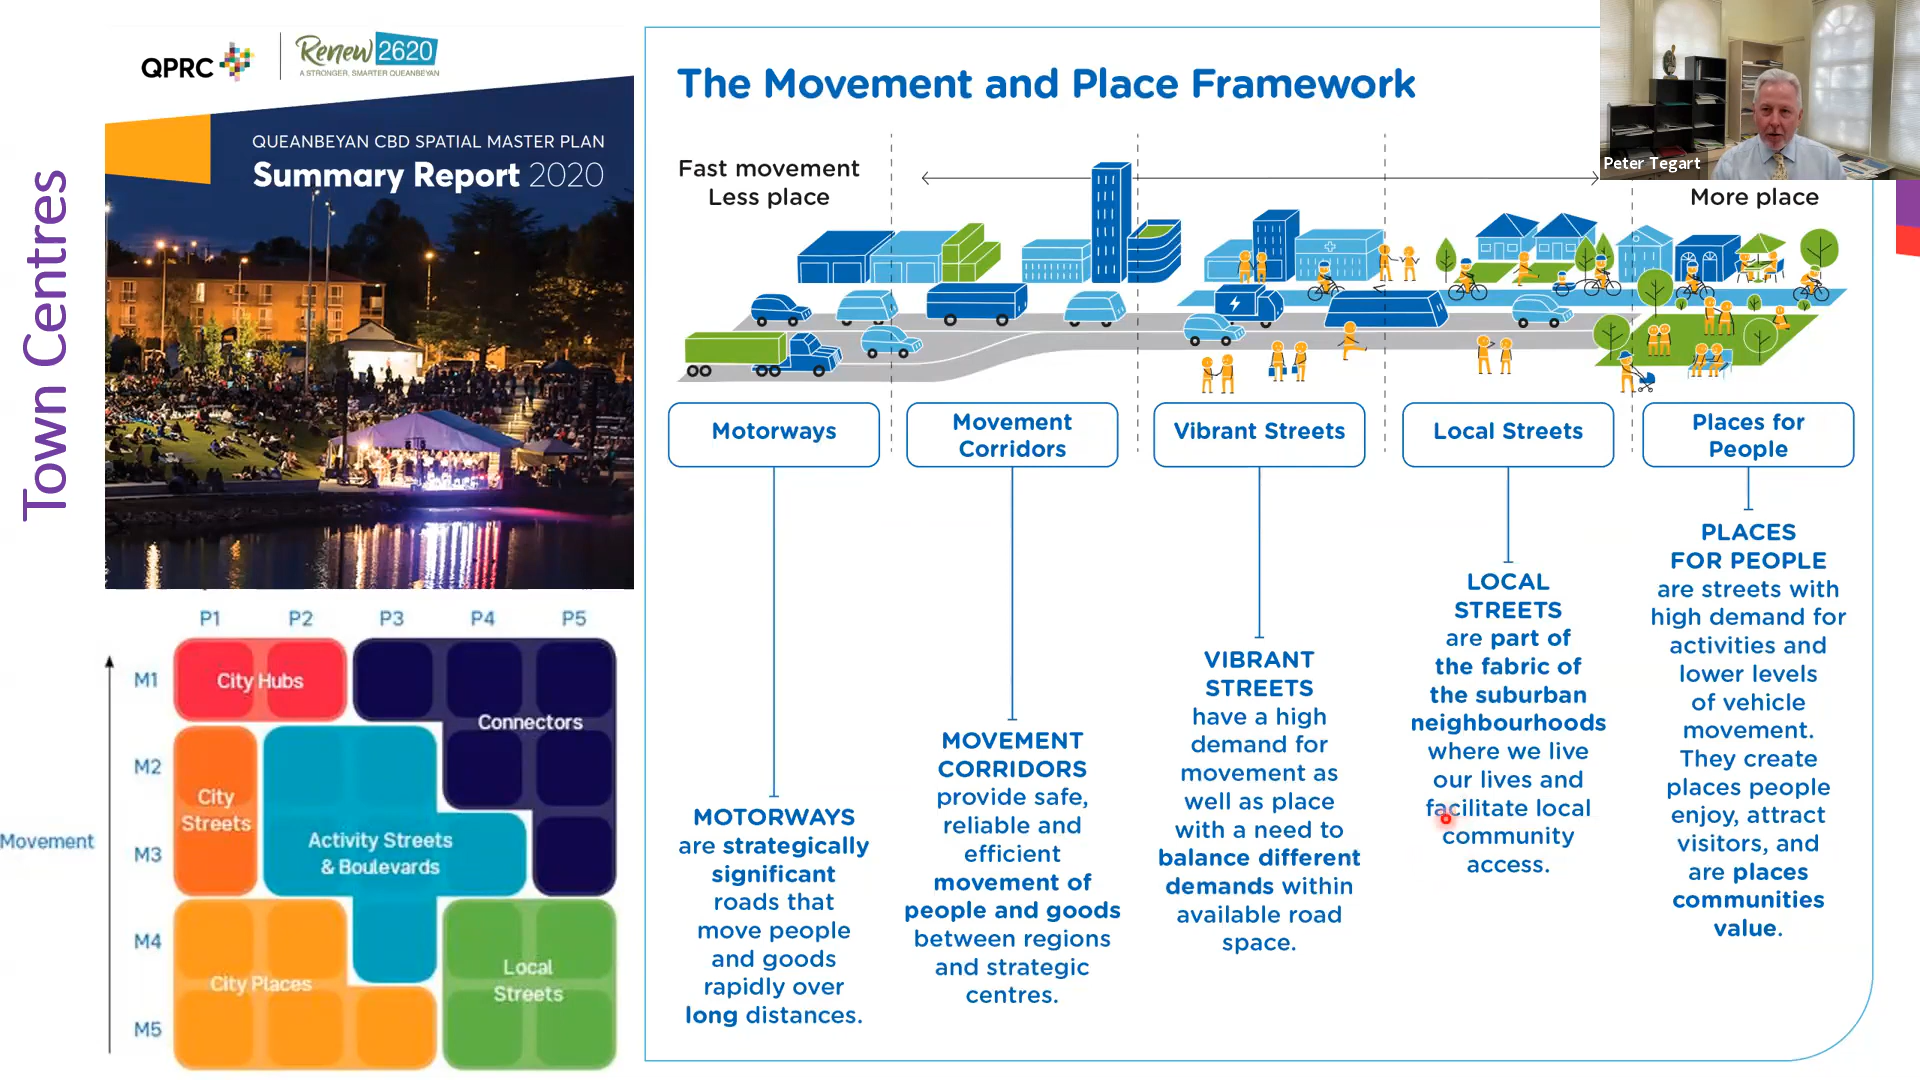 Town Centres
QPRC
Renew 2620
A STRONGER, SMARTER QUEANBEYAN
QUEANBEYAN CBD SPATIAL MASTER PLAN
Summary Report 2020
P1 P2 P3 P4 P5
M1
M2
M3
M4
M5
Movement
City Hubs
Connectors
City
Streets
Activity Streets
& Boulevards
City Places
Local
Streets
The Movement and Place Framework
Fast movement
Less place
More place
Peter Tegart
Motorways
Movement
Corridors
Vibrant Streets
Local Streets
Places for
People
MOTORWAYS
are strategically
significant
roads that
move people
and goods
rapidly over
long distances.
MOVEMENT
CORRIDORS
provide safe,
reliable and
efficient
movement of
people and goods
between regions
and strategic
centres.
VIBRANT
STREETS
have a high
demand for
movement as
well as place
with a need to
balance different
demands within
available road
space.
LOCAL
STREETS
are part of
the fabric of
the suburban
neighbourhoods
where we live
our lives and
facilitate local
community
access.
PLACES
FOR PEOPLE
are streets with
high demand for
activities and
lower levels
of vehicle
movement.
They create
places people
enjoy, attract
visitors, and
are places
communities
value.